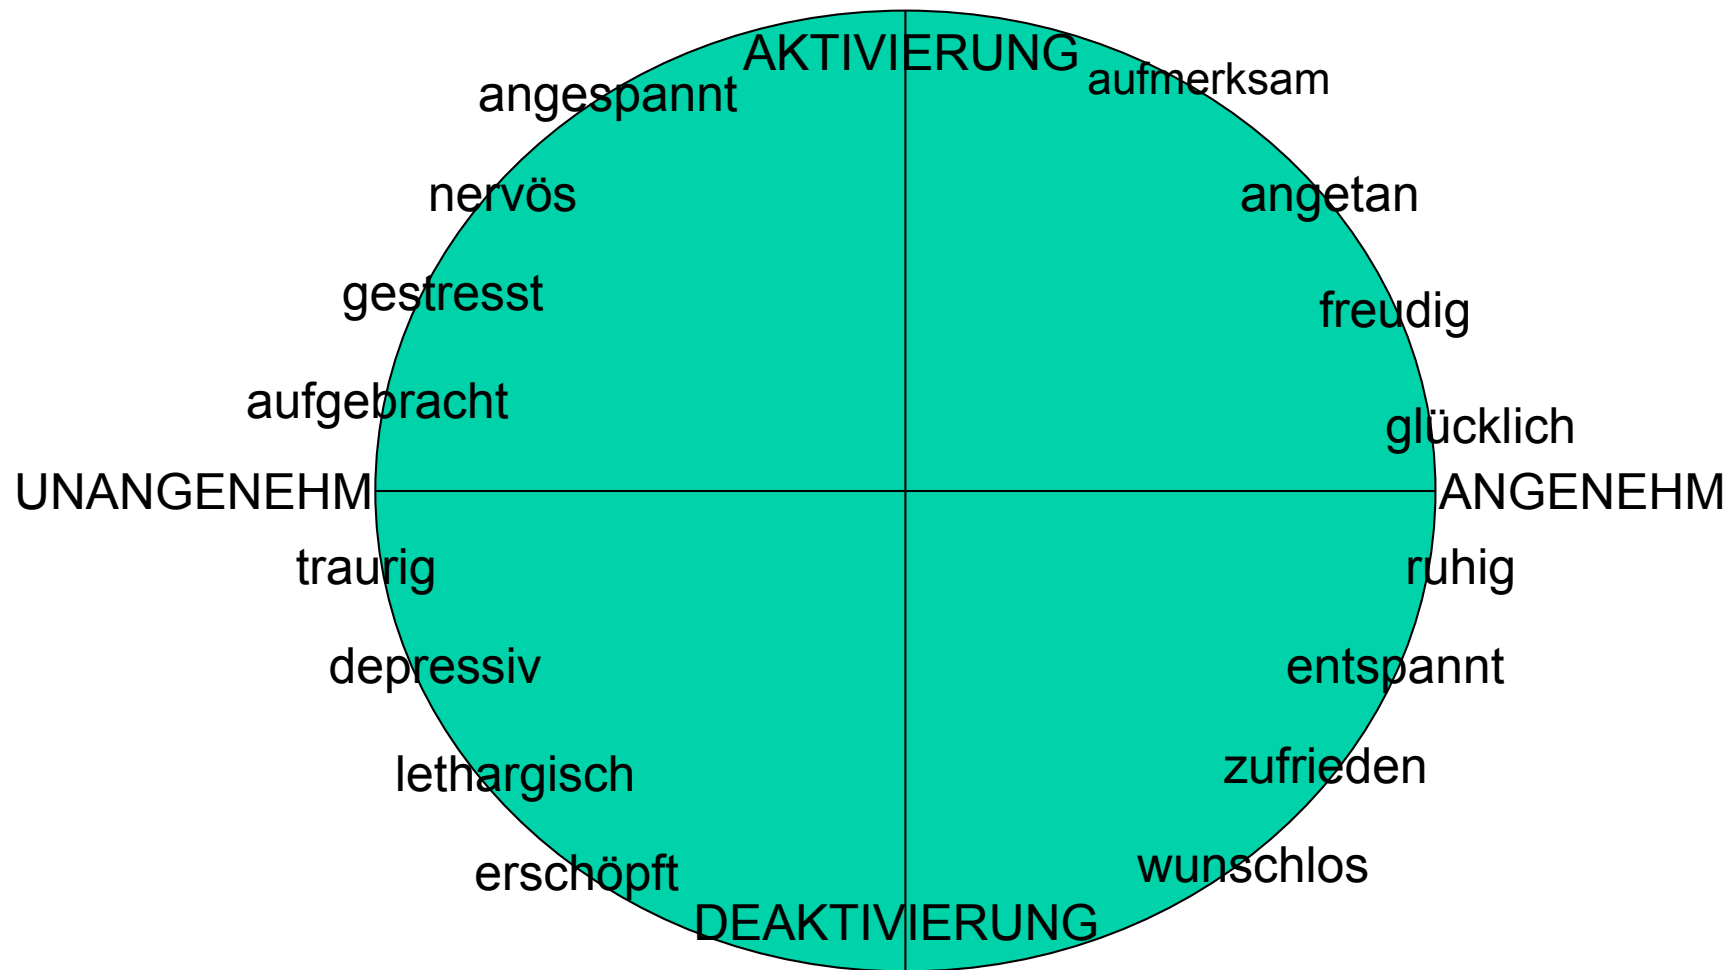 AKTIVIERUNG
aufmerksam
angespannt
nervös
angetan
gestresst
freudig
aufgebracht
glücklich
UNANGENEHM
ANGENEHM
traurig
ruhig
depressiv
entspannt
lethargisch
zufrieden
erschöpft
wunschlos
DEAKTIVIERUNG